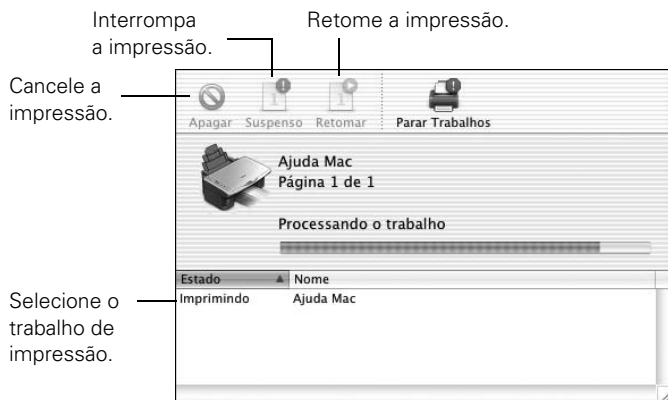 Interrompa
a impressão.
Retome a impressão.
Cancele a
impressão.
Apagar Suspenso Retomar Parar Trabalhos
Ajuda Mac
Página 1 de 1
Processando o trabalho
Estado Nome
Imprimindo Ajuda Mac
Selecione o
trabalho de
impressão.